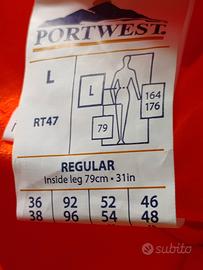 PORTWEST
L
RT47
L
164
176
79
REGULAR
Inside leg 79cm • 31in
36 92 52 46
38 96 54 48
subito